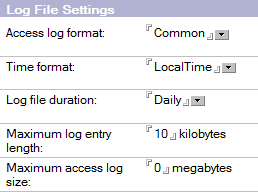 Log File Settings
Access log format: Common
Time format: LocalTime
Log file duration: Daily
Maximum log entry length: 10 kilobytes
Maximum access log size: 0 megabytes